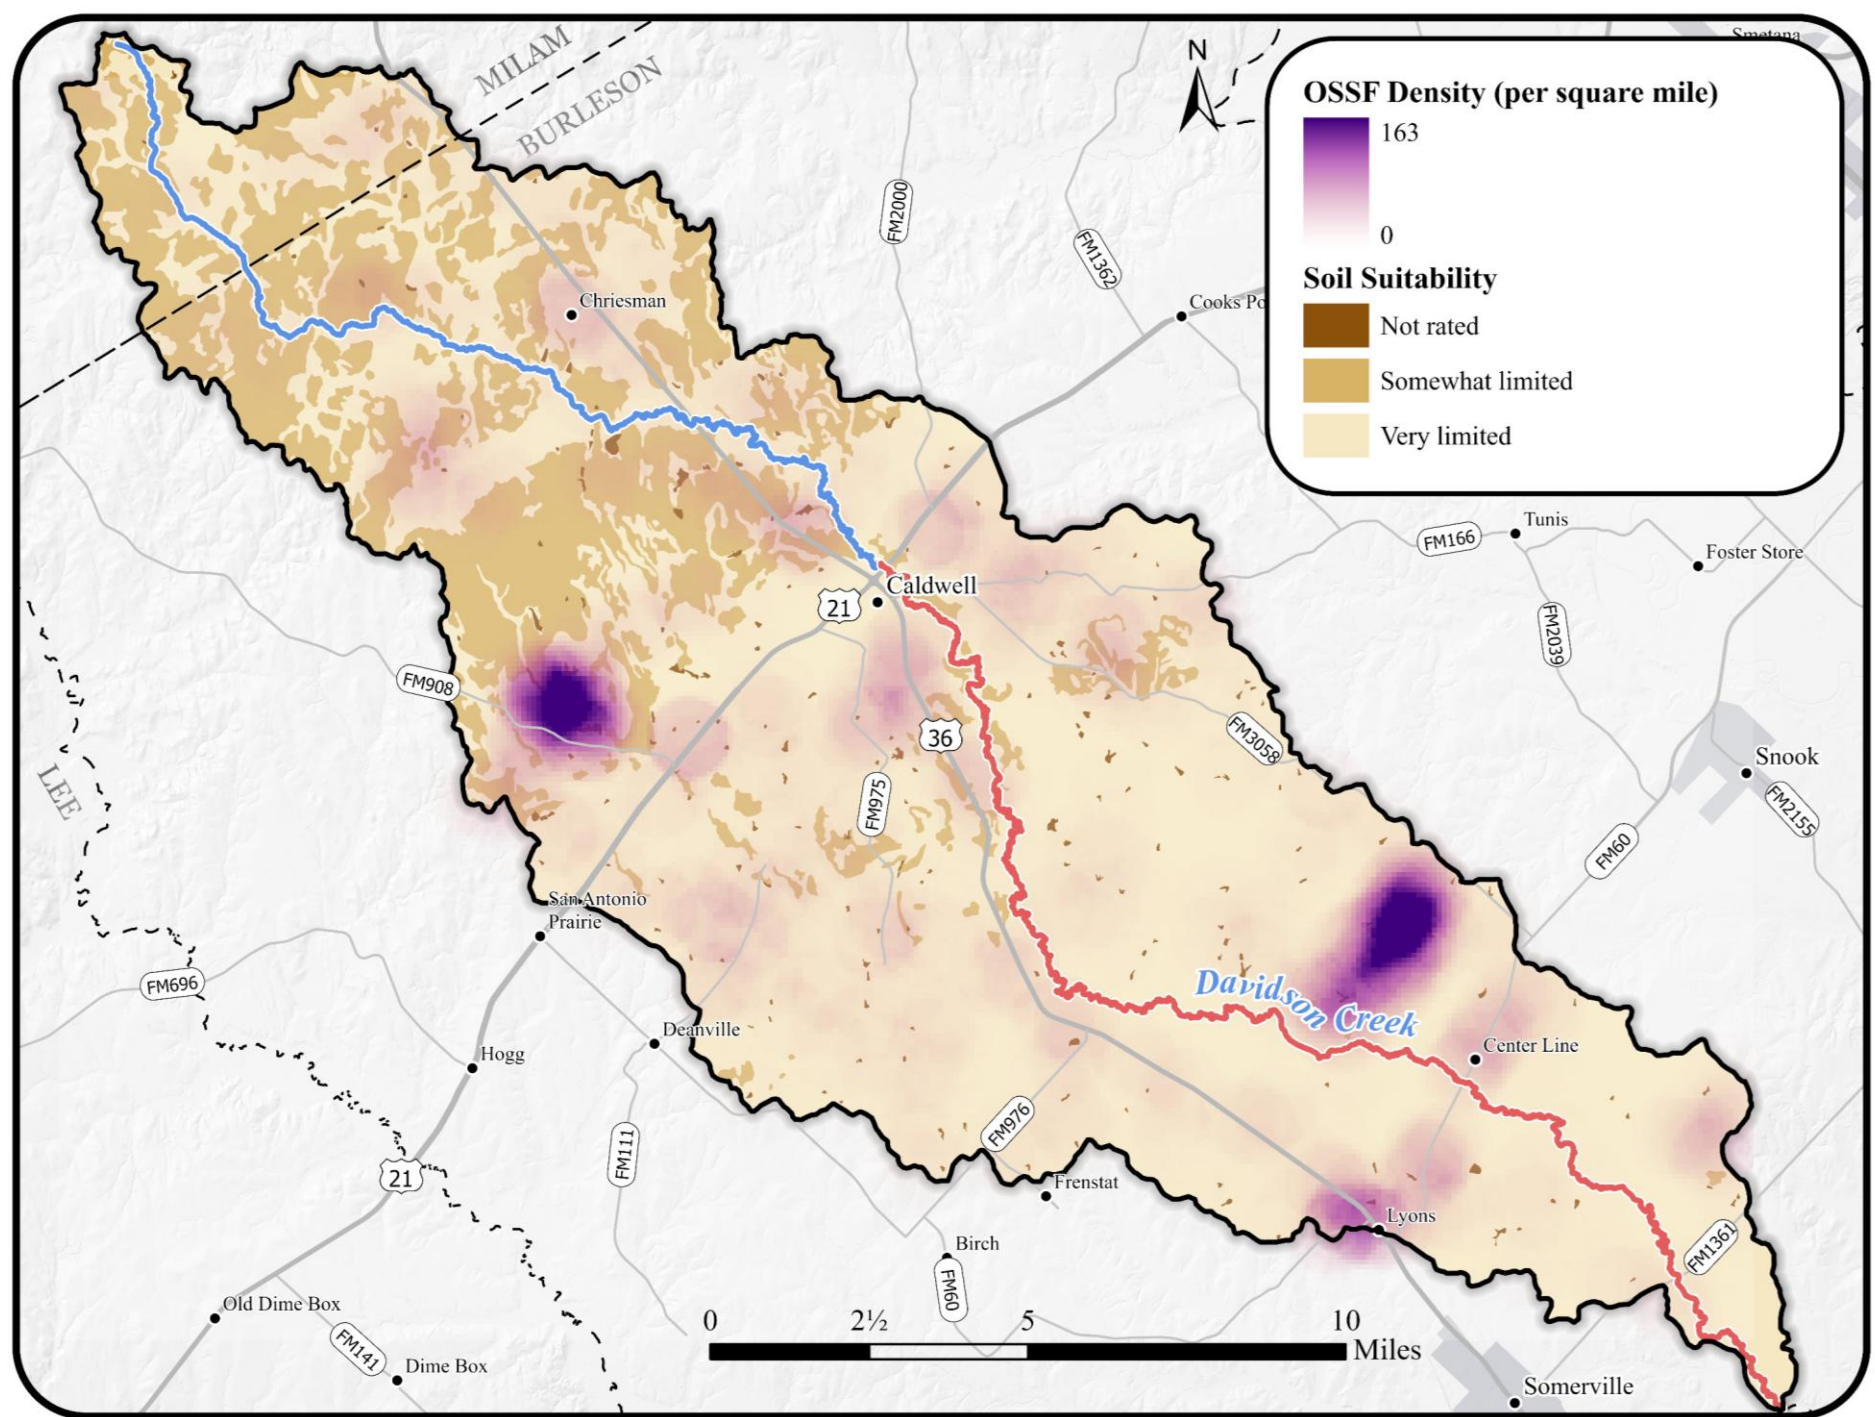 Smetana
MILAM
BURLESON
N
OSSF Density (per square mile)
163
0
Soil Suitability
Not rated
Somewhat limited
Very limited
FM2000
FM1362
Chriesman
Cooks Po
FM166
Tunis
Foster Store
Caldwell
21
FM2039
FM908
36
FM3058
Snook
LEE
FM975
FM2155
FM60
San Antonio
Prairie
FM696
Davidson Creek
Deanville
Hogg
Center Line
FM976
FM111
21
Frenstat
Lyons
Birch
FM1361
FM60
Old Dime Box
FM141
Dime Box
0 2½ 5 10
Miles
Somerville